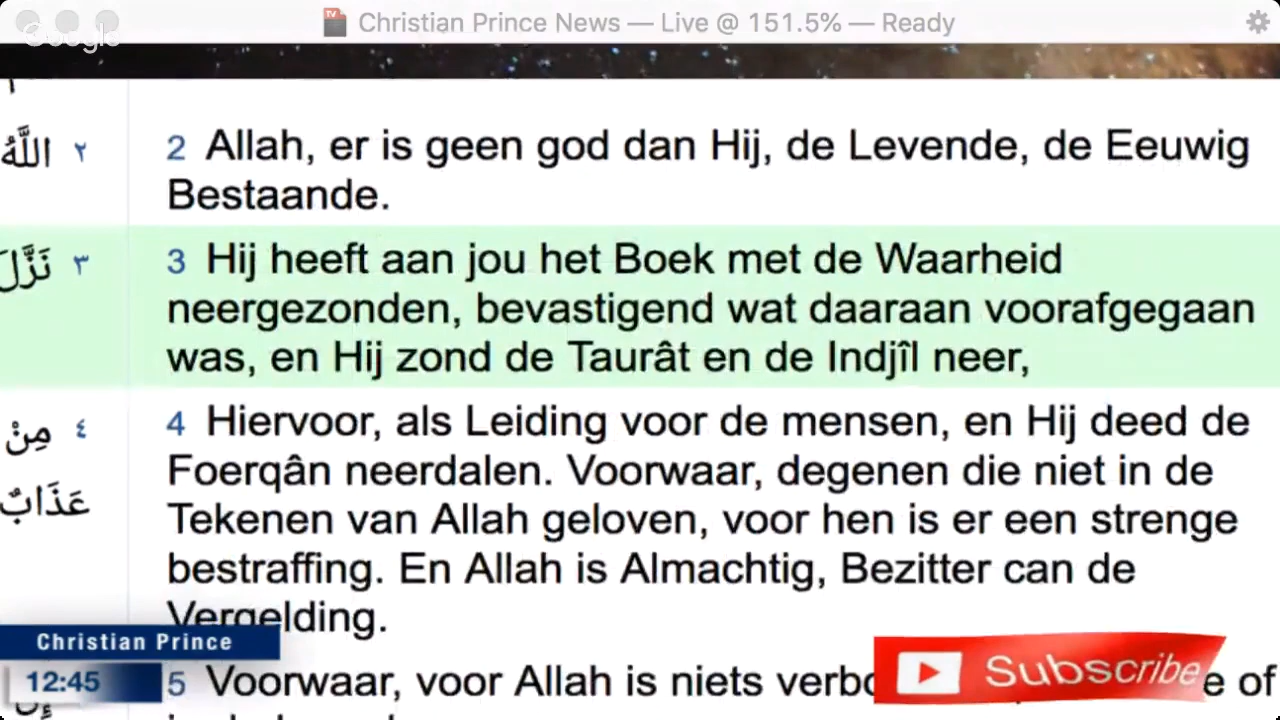 Christian Prince News — Live @ 151.5% — Ready
Google
2 Allah, er is geen god dan Hij, de Levende, de Eeuwig
Bestaande.
اللَّهُ ٢
3 Hij heeft aan jou het Boek met de Waarheid
neergezonden, bevastigend wat daaraan voorafgegaan
was, en Hij zond de Taurât en de Indjîl neer,
نَزَّلَ ٣
4 Hiervoor, als Leiding voor de mensen, en Hij deed de
Foerqân neerdalen. Voorwaar, degenen die niet in de
Tekenen van Allah geloven, voor hen is er een strenge
bestraffing. En Allah is Almachtig, Bezitter can de
Vergelding.
مِنْ ٤
عَذَابٌ
Christian Prince
12:45
5 Voorwaar, voor Allah is niets
e of
Subscribe